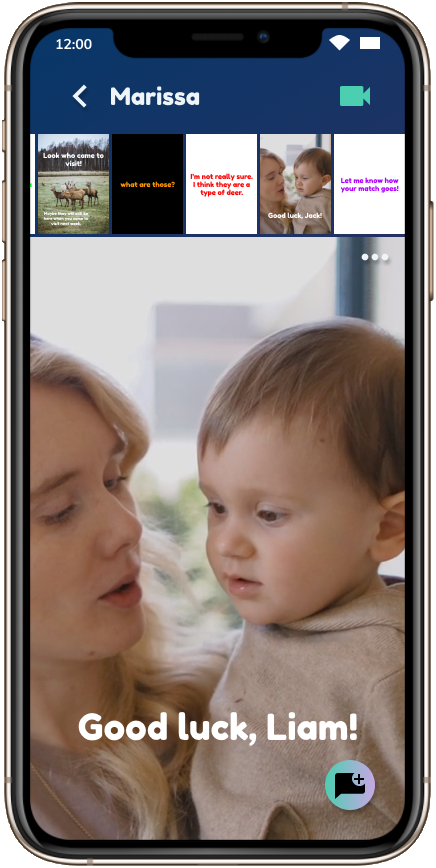 12:00
Marissa
Look who came to
visit!
Maybe they will still be
here when you come to
visit next week.
what are those?
I'm not really sure.
I think they are a
type of deer.
Good luck, Jack!
Let me know how
your match goes!
Good luck, Liam!